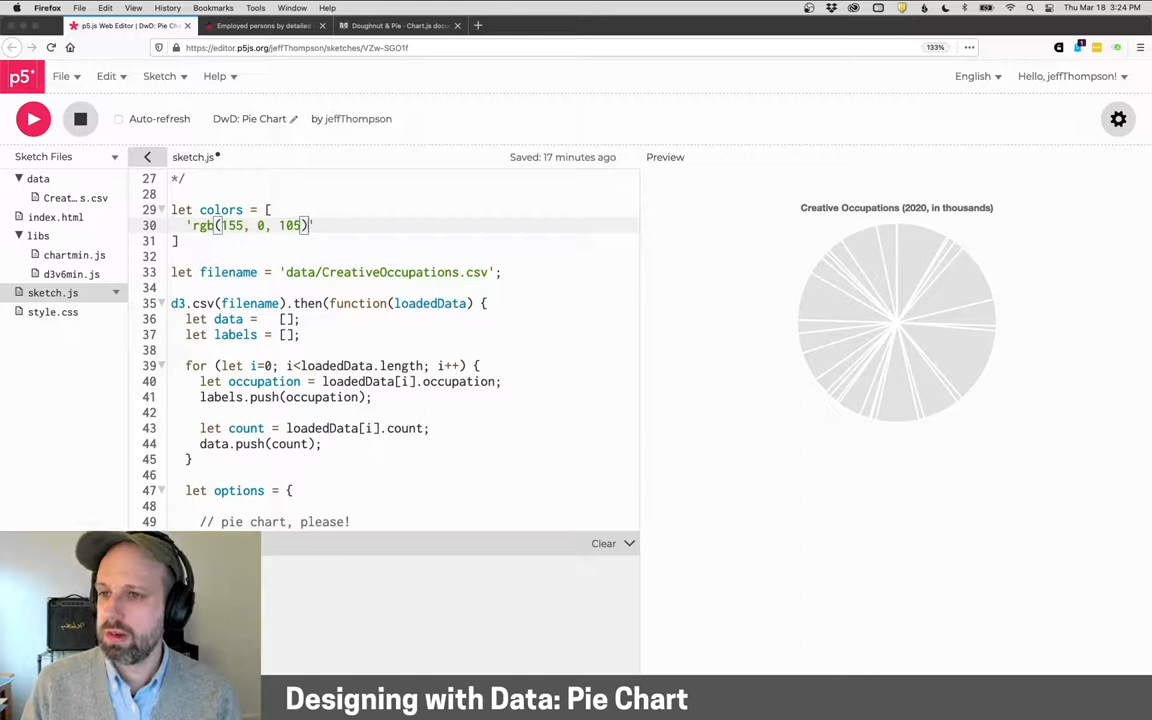 Firefox File Edit View History Bookmarks Tools Window Help Thu Mar 18 3:24 PM
p5.js Web Editor | DwD: Pie Ch Employed persons by detailed Doughnut & Pie - Chart.js docu
https://editor.p5js.org/jeffThompson/sketches/VZw-SGO1f 133%
p5* File Edit Sketch Help English Hello, jeffThompson!
Auto-refresh DwD: Pie Chart by jeffThompson
Sketch Files sketch.js Saved: 17 minutes ago Preview
data
Creat...s.csv
index.html
libs
chartmin.js
d3v6min.js
sketch.js
style.css
27 */
28
29 let colors = [
30 'rgb(155, 0, 105)'
31 ]
32
33 let filename = 'data/CreativeOccupations.csv';
34
35 d3.csv(filename).then(function(loadedData) {
36 let data = [];
37 let labels = [];
38
39 for (let i=0; i<loadedData.length; i++) {
40 let occupation = loadedData[i].occupation;
41 labels.push(occupation);
42
43 let count = loadedData[i].count;
44 data.push(count);
45 }
46
47 let options = {
48
49 // pie chart, please!
Clear
Creative Occupations (2020, in thousands)
Designing with Data: Pie Chart